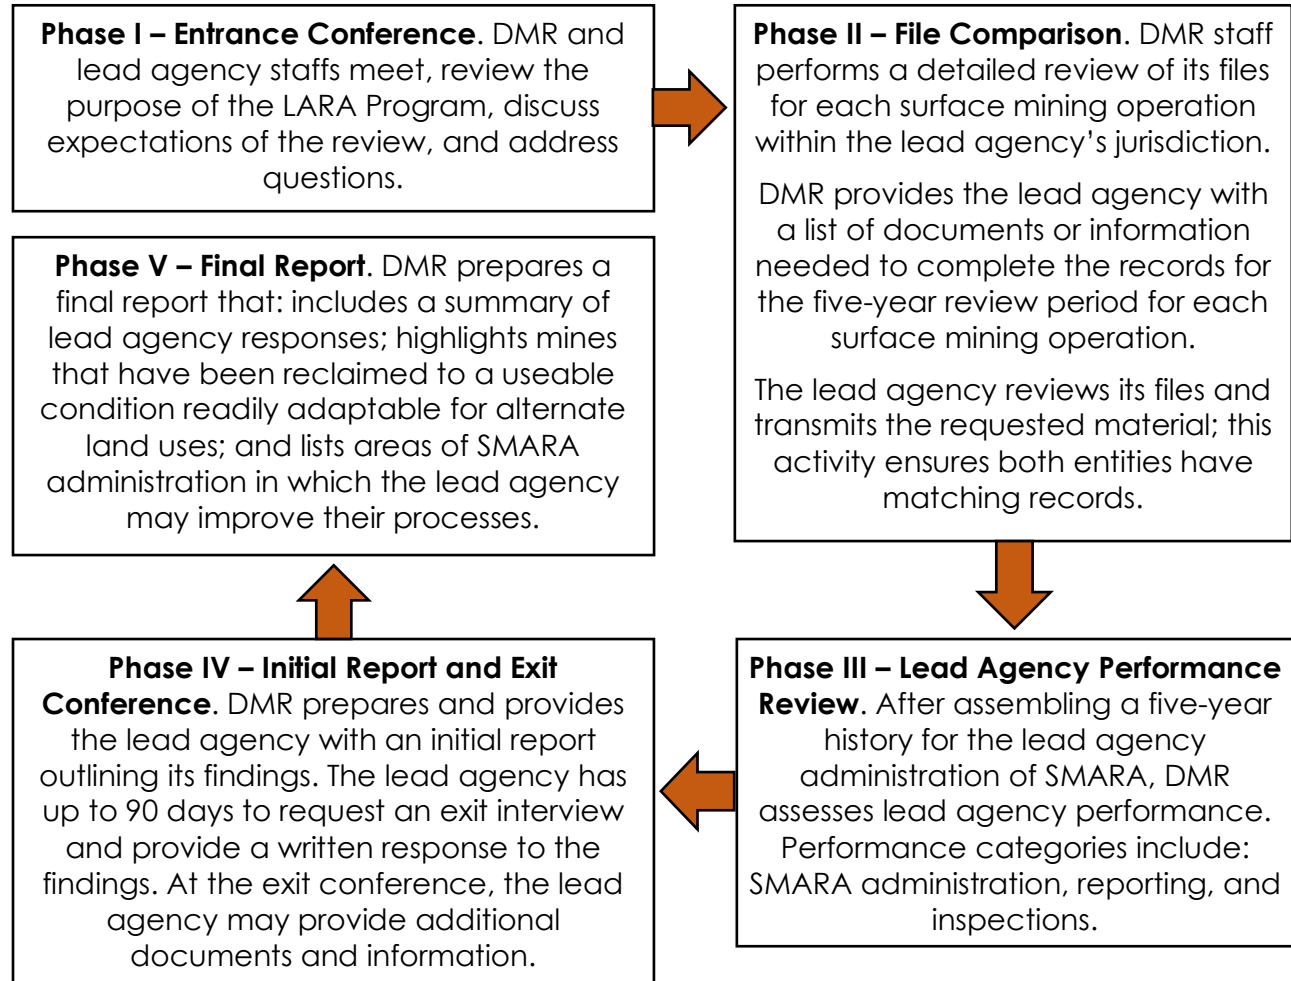 Phase I – Entrance Conference. DMR and
lead agency staffs meet, review the
purpose of the LARA Program, discuss
expectations of the review, and address
questions.
Phase II – File Comparison. DMR staff
performs a detailed review of its files
for each surface mining operation
within the lead agency’s jurisdiction.
DMR provides the lead agency with
a list of documents or information
needed to complete the records for
the five-year review period for each
surface mining operation.
The lead agency reviews its files and
transmits the requested material; this
activity ensures both entities have
matching records.
Phase III – Lead Agency Performance
Review. After assembling a five-year
history for the lead agency
administration of SMARA, DMR
assesses lead agency performance.
Performance categories include:
SMARA administration, reporting, and
inspections.
Phase IV – Initial Report and Exit
Conference. DMR prepares and provides
the lead agency with an initial report
outlining its findings. The lead agency has
up to 90 days to request an exit interview
and provide a written response to the
findings. At the exit conference, the lead
agency may provide additional
documents and information.
Phase V – Final Report. DMR prepares a
final report that: includes a summary of
lead agency responses; highlights mines
that have been reclaimed to a useable
condition readily adaptable for alternate
land uses; and lists areas of SMARA
administration in which the lead agency
may improve their processes.